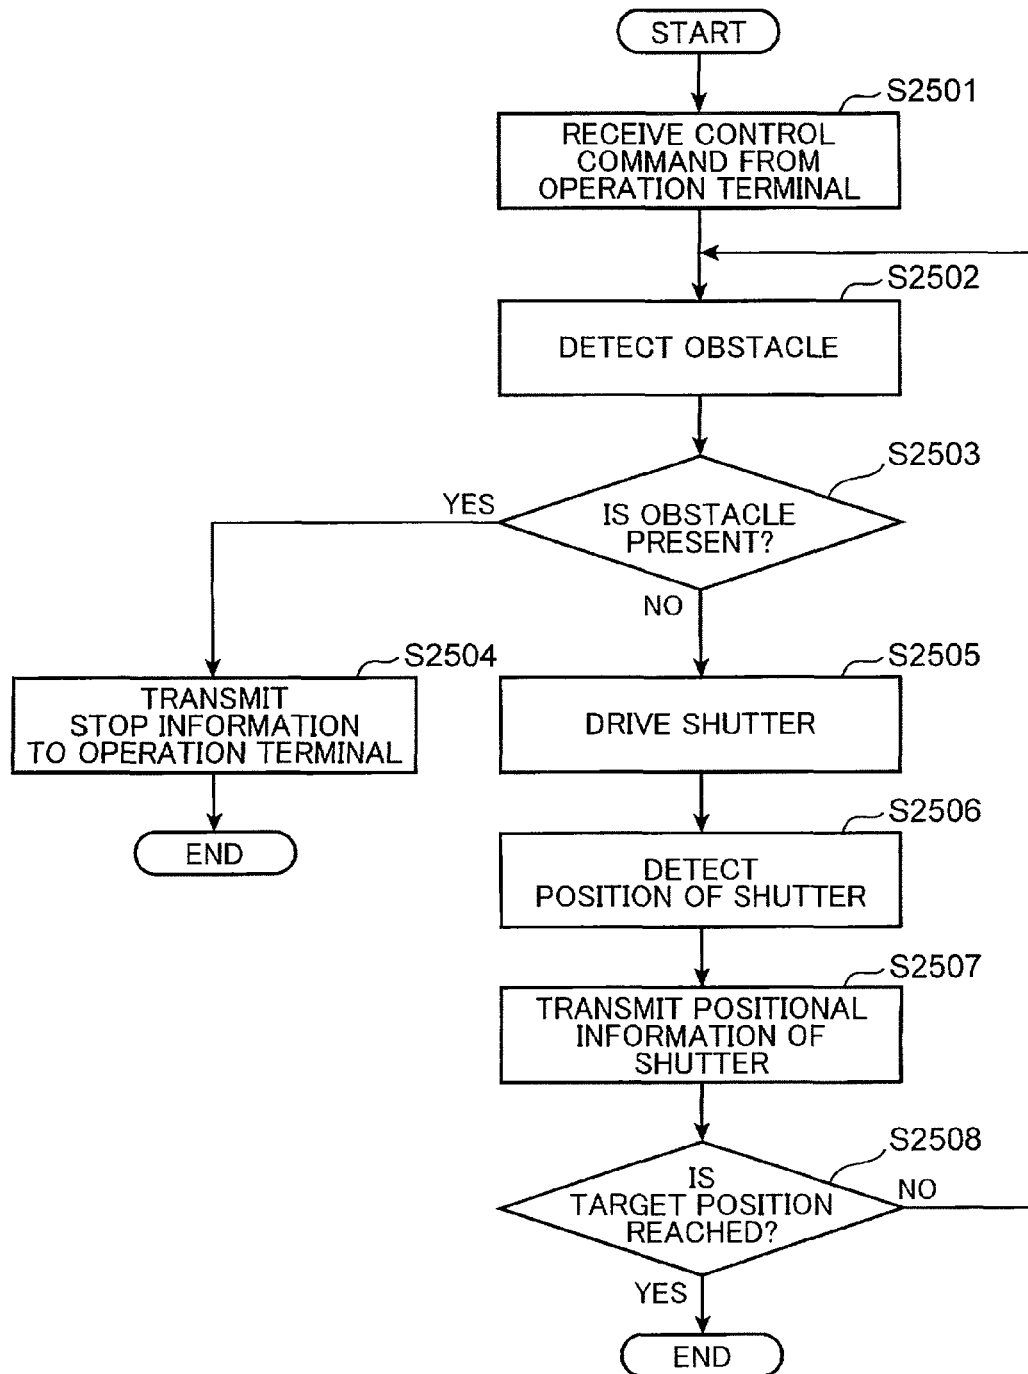 START
S2501
RECEIVE CONTROL
COMMAND FROM
OPERATION TERMINAL
S2502
DETECT OBSTACLE
S2503
YES
IS OBSTACLE
PRESENT?
NO
S2504
TRANSMIT
STOP INFORMATION
TO OPERATION TERMINAL
END
S2505
DRIVE SHUTTER
S2506
DETECT
POSITION OF SHUTTER
S2507
TRANSMIT POSITIONAL
INFORMATION OF
SHUTTER
S2508
IS
TARGET POSITION
REACHED?
NO
YES
END